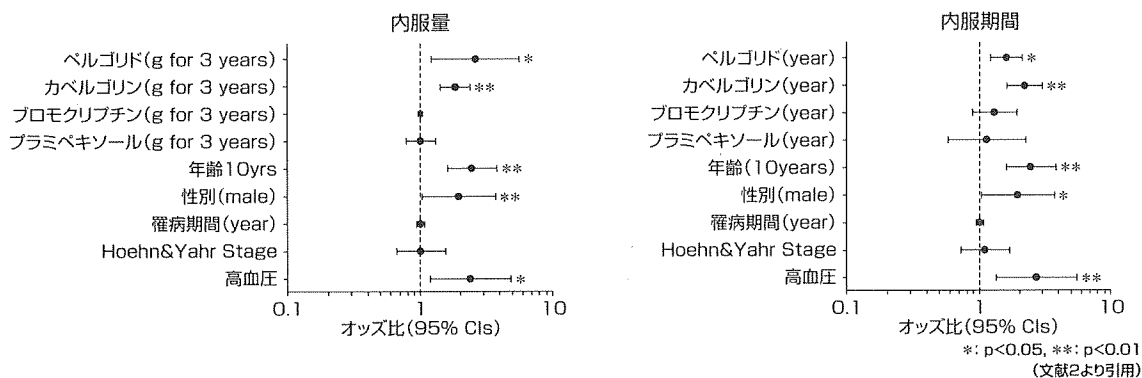 内服量
ペルゴリド(g for 3 years)
カベルゴリン(g for 3 years)
ブロモクリプチン(g for 3 years)
プラミペキソール(g for 3 years)
年齢10yrs
性別(male)
罹病期間(year)
Hoehn&Yahr Stage
高血圧
*
**
**
**
*
0.1 1 10
オッズ比(95% CIs)
内服期間
ペルゴリド(year)
カベルゴリン(year)
ブロモクリプチン(year)
プラミペキソール(year)
年齢(10years)
性別(male)
罹病期間(year)
Hoehn&Yahr Stage
高血圧
*
**
**
*
**
0.1 1 10
オッズ比(95% CIs)
*: p<0.05, **: p<0.01
(文献2より引用)